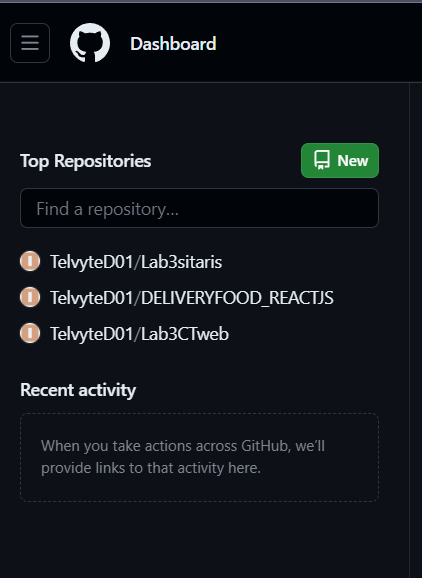 Dashboard
Top Repositories
New
Find a repository...
TelvyteD01/Lab3sitaris
TelvyteD01/DELIVERYFOOD_REACTJS
TelvyteD01/Lab3CTweb
Recent activity
When you take actions across GitHub, we’ll
provide links to that activity here.